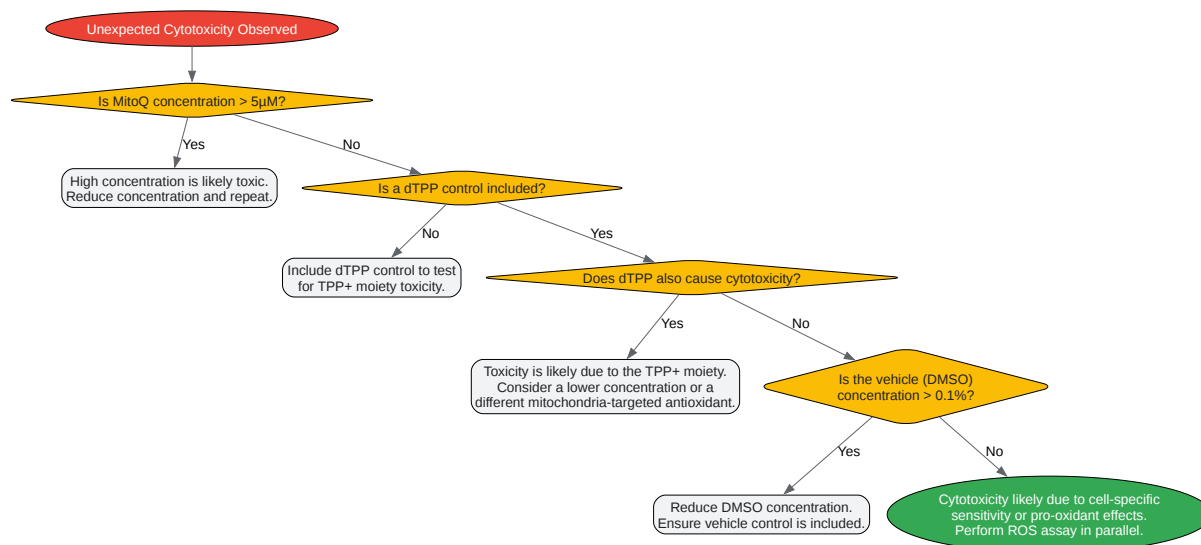 Unexpected Cytotoxicity Observed
Is MitoQ concentration > 5µM?
Yes
No
High concentration is likely toxic.
Reduce concentration and repeat.
Is a dTPP control included?
No
Yes
Include dTPP control to test
for TPP+ moiety toxicity.
Does dTPP also cause cytotoxicity?
Yes
No
Toxicity is likely due to the TPP+ moiety.
Consider a lower concentration or a
different mitochondria-targeted antioxidant.
Is the vehicle (DMSO)
concentration > 0.1%?
Yes
No
Reduce DMSO concentration.
Ensure vehicle control is included.
Cytotoxicity likely due to cell-specific
sensitivity or pro-oxidant effects.
Perform ROS assay in parallel.